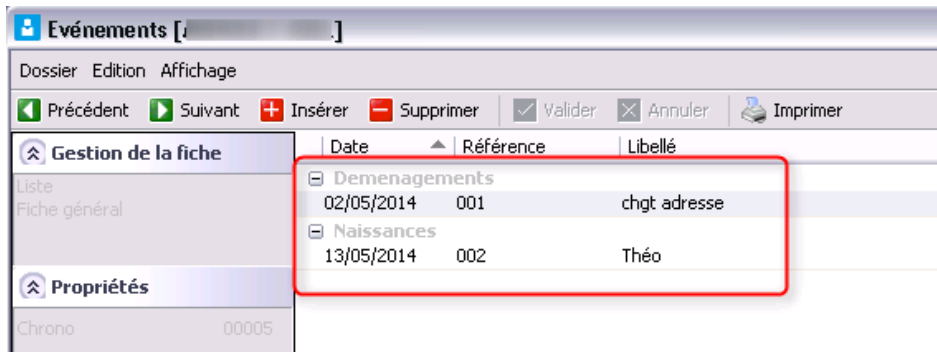 Evénements [
Dossier Edition Affichage
Précédent Suivant Insérer Supprimer Valider Annuler Imprimer
Gestion de la fiche
Liste
Fiche général
Propriétés
Chrono 00005
Date Référence Libellé
Demenagements
02/05/2014 001 chgt adresse
Naissances
13/05/2014 002 Théo